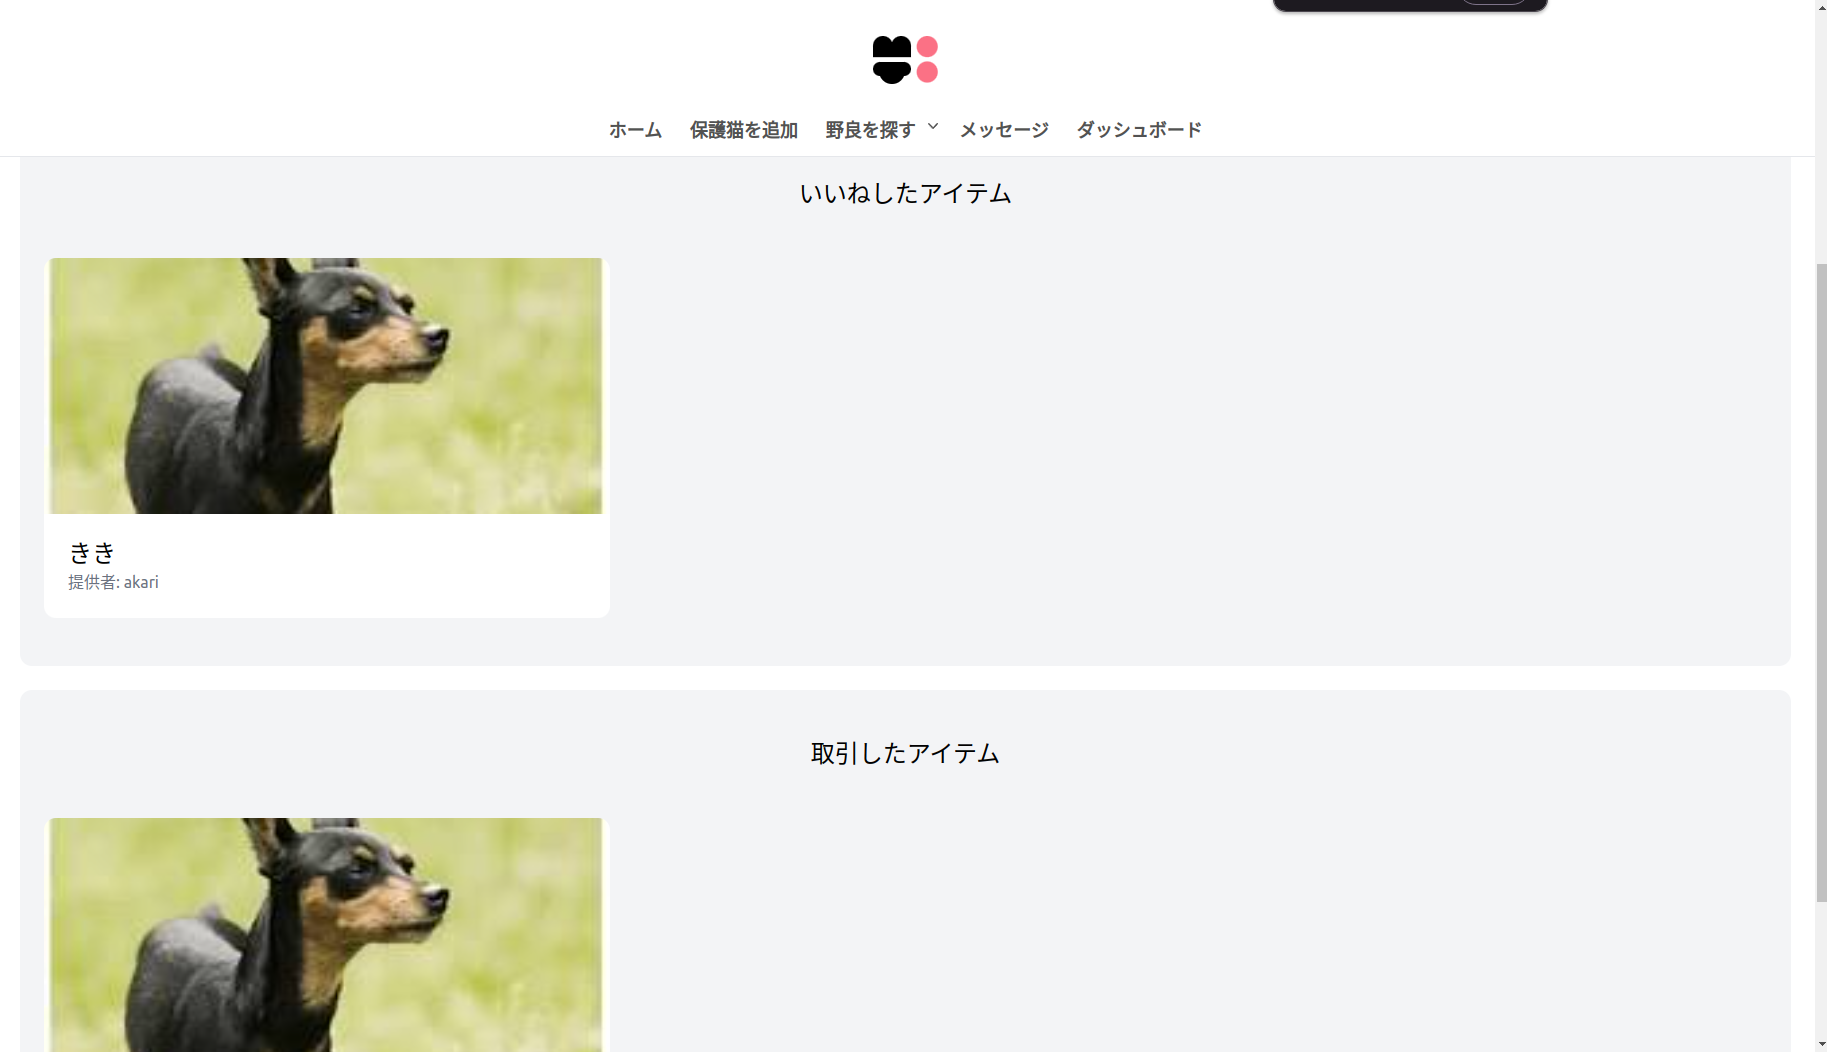 ホーム 保護猫を追加 野良を探す メッセージ ダッシュボード
いいねしたアイテム
きき
提供者: akari
取引したアイテム